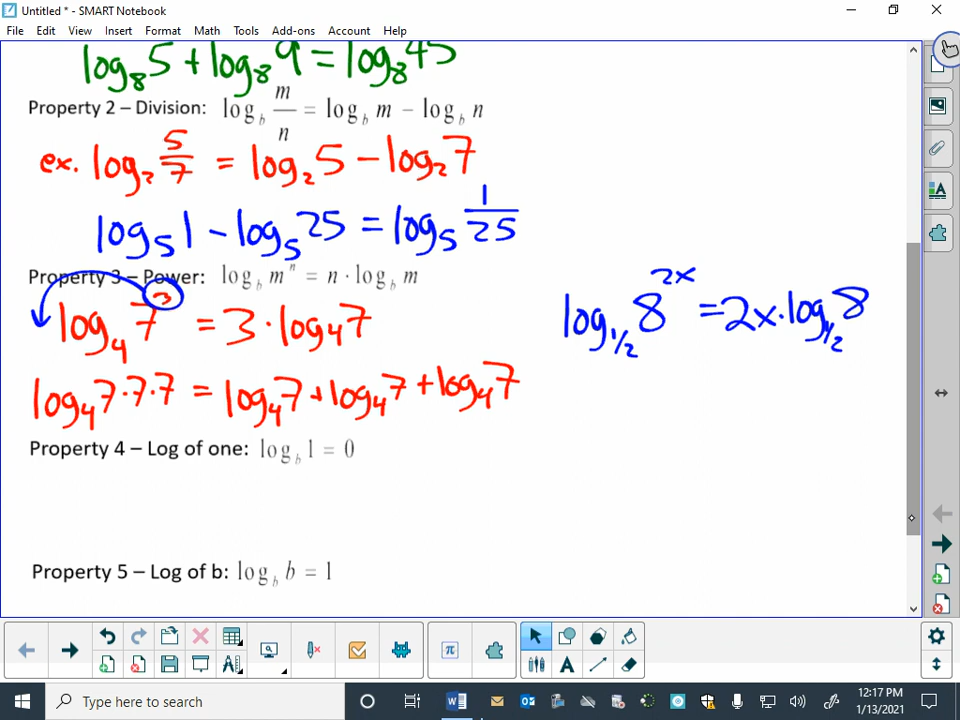 Untitled * - SMART Notebook
File Edit View Insert Format Math Tools Add-ons Account Help
log₈5 + log₈9 = log₈45
Property 2 – Division: log_b m/n = log_b m − log_b n
ex. log₂ 5/7 = log₂5 − log₂7
log₅1 − log₅25 = log₅ 1/25
Property 3 – Power: log_b mⁿ = n · log_b m
log₄7³ = 3 · log₄7
log_1/2 8^2x = 2x · log_1/2 8
log₄7·7·7 = log₄7 + log₄7 + log₄7
Property 4 – Log of one: log_b 1 = 0
Property 5 – Log of b: log_b b = 1
Type here to search
12:17 PM
1/13/2021